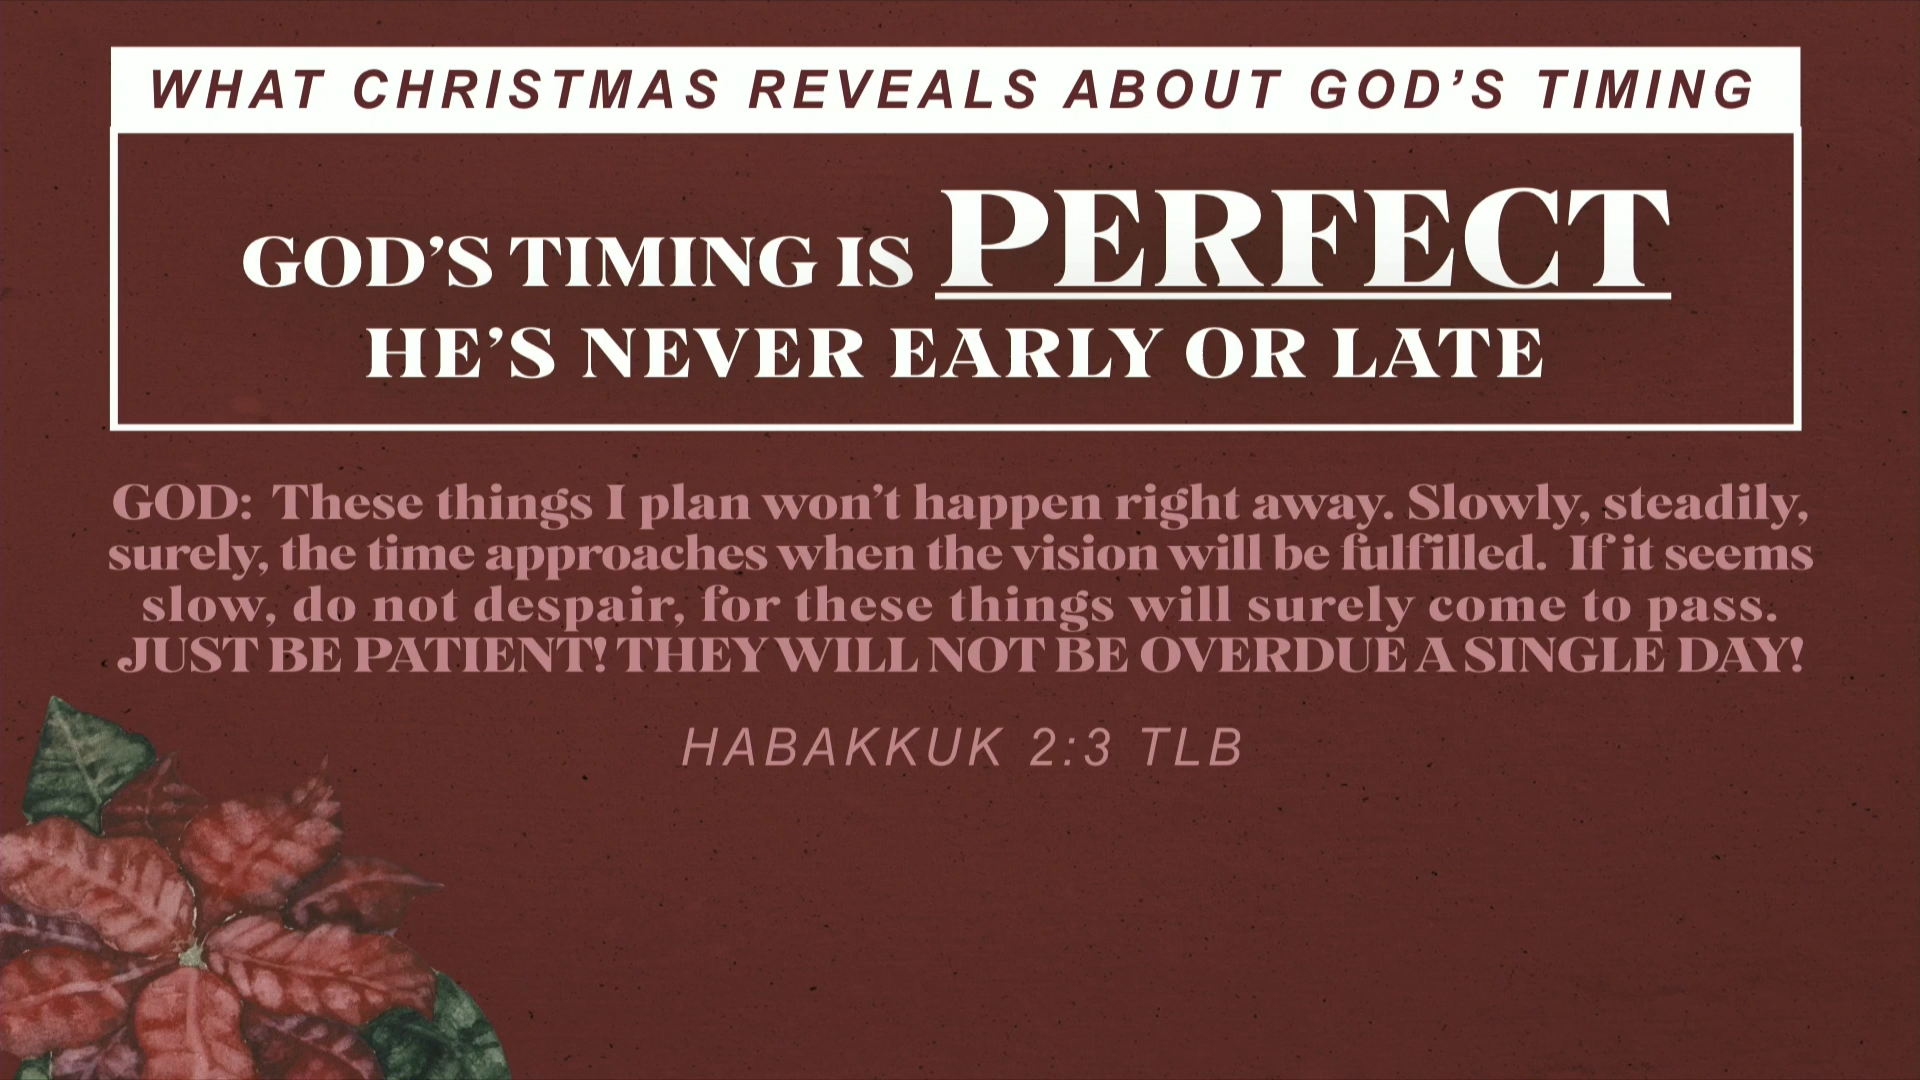 WHAT CHRISTMAS REVEALS ABOUT GOD’S TIMING
GOD’S TIMING IS PERFECT
HE’S NEVER EARLY OR LATE
GOD: These things I plan won’t happen right away. Slowly, steadily,
surely, the time approaches when the vision will be fulfilled. If it seems
slow, do not despair, for these things will surely come to pass.
JUST BE PATIENT! THEY WILL NOT BE OVERDUE A SINGLE DAY!
HABAKKUK 2:3 TLB